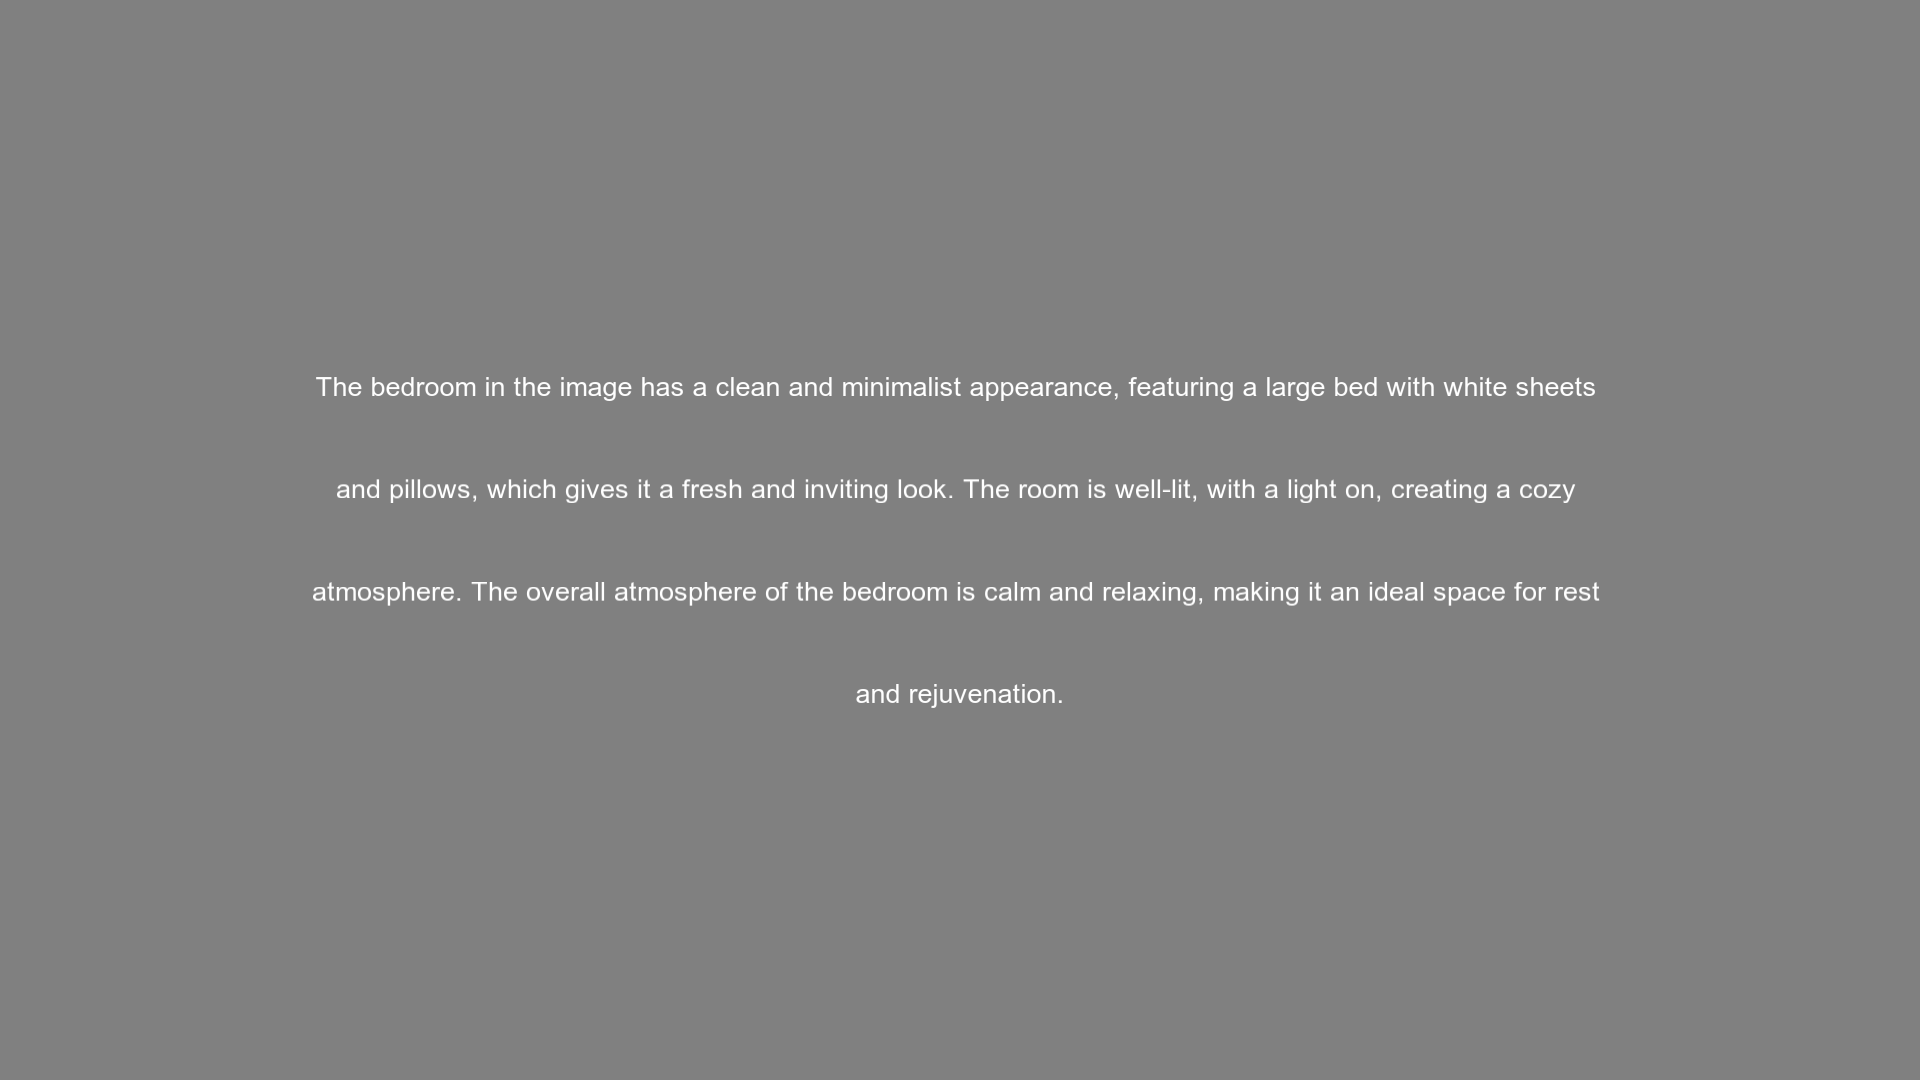 The bedroom in the image has a clean and minimalist appearance, featuring a large bed with white sheets
and pillows, which gives it a fresh and inviting look. The room is well-lit, with a light on, creating a cozy
atmosphere. The overall atmosphere of the bedroom is calm and relaxing, making it an ideal space for rest
and rejuvenation.